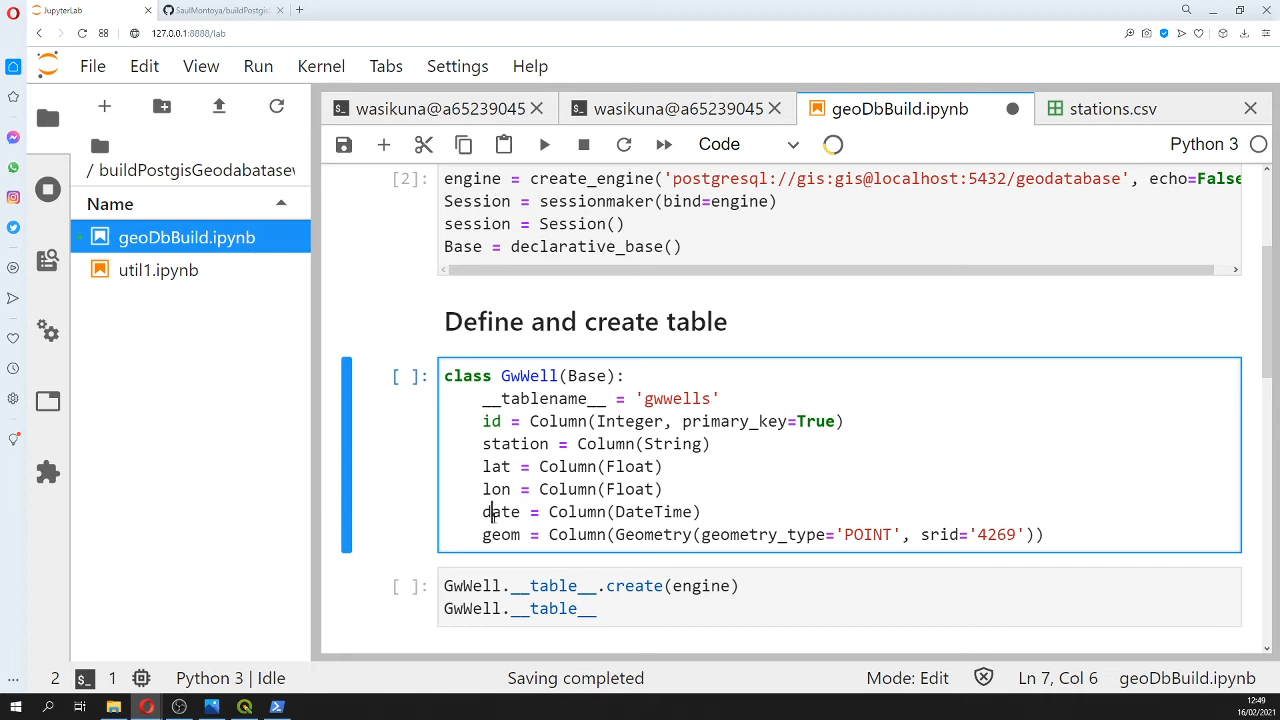 JupyterLab
SaulMontoya/buildPostgis
127.0.0.1:8888/lab
File Edit View Run Kernel Tabs Settings Help
wasikuna@a65239045
wasikuna@a65239045
geoDbBuild.ipynb
stations.csv
Code
Python 3
/ buildPostgisGeodabatasew
Name
geoDbBuild.ipynb
util1.ipynb
[2]:
engine = create_engine('postgresql://gis:gis@localhost:5432/geodatabase', echo=False
Session = sessionmaker(bind=engine)
session = Session()
Base = declarative_base()
Define and create table
[ ]:
class GwWell(Base):
__tablename__ = 'gwwells'
id = Column(Integer, primary_key=True)
station = Column(String)
lat = Column(Float)
lon = Column(Float)
date = Column(DateTime)
geom = Column(Geometry(geometry_type='POINT', srid='4269'))
[ ]:
GwWell.__table__.create(engine)
GwWell.__table__
2
1
Python 3 | Idle
Saving completed
Mode: Edit
Ln 7, Col 6
geoDbBuild.ipynb
12:49
16/02/2021